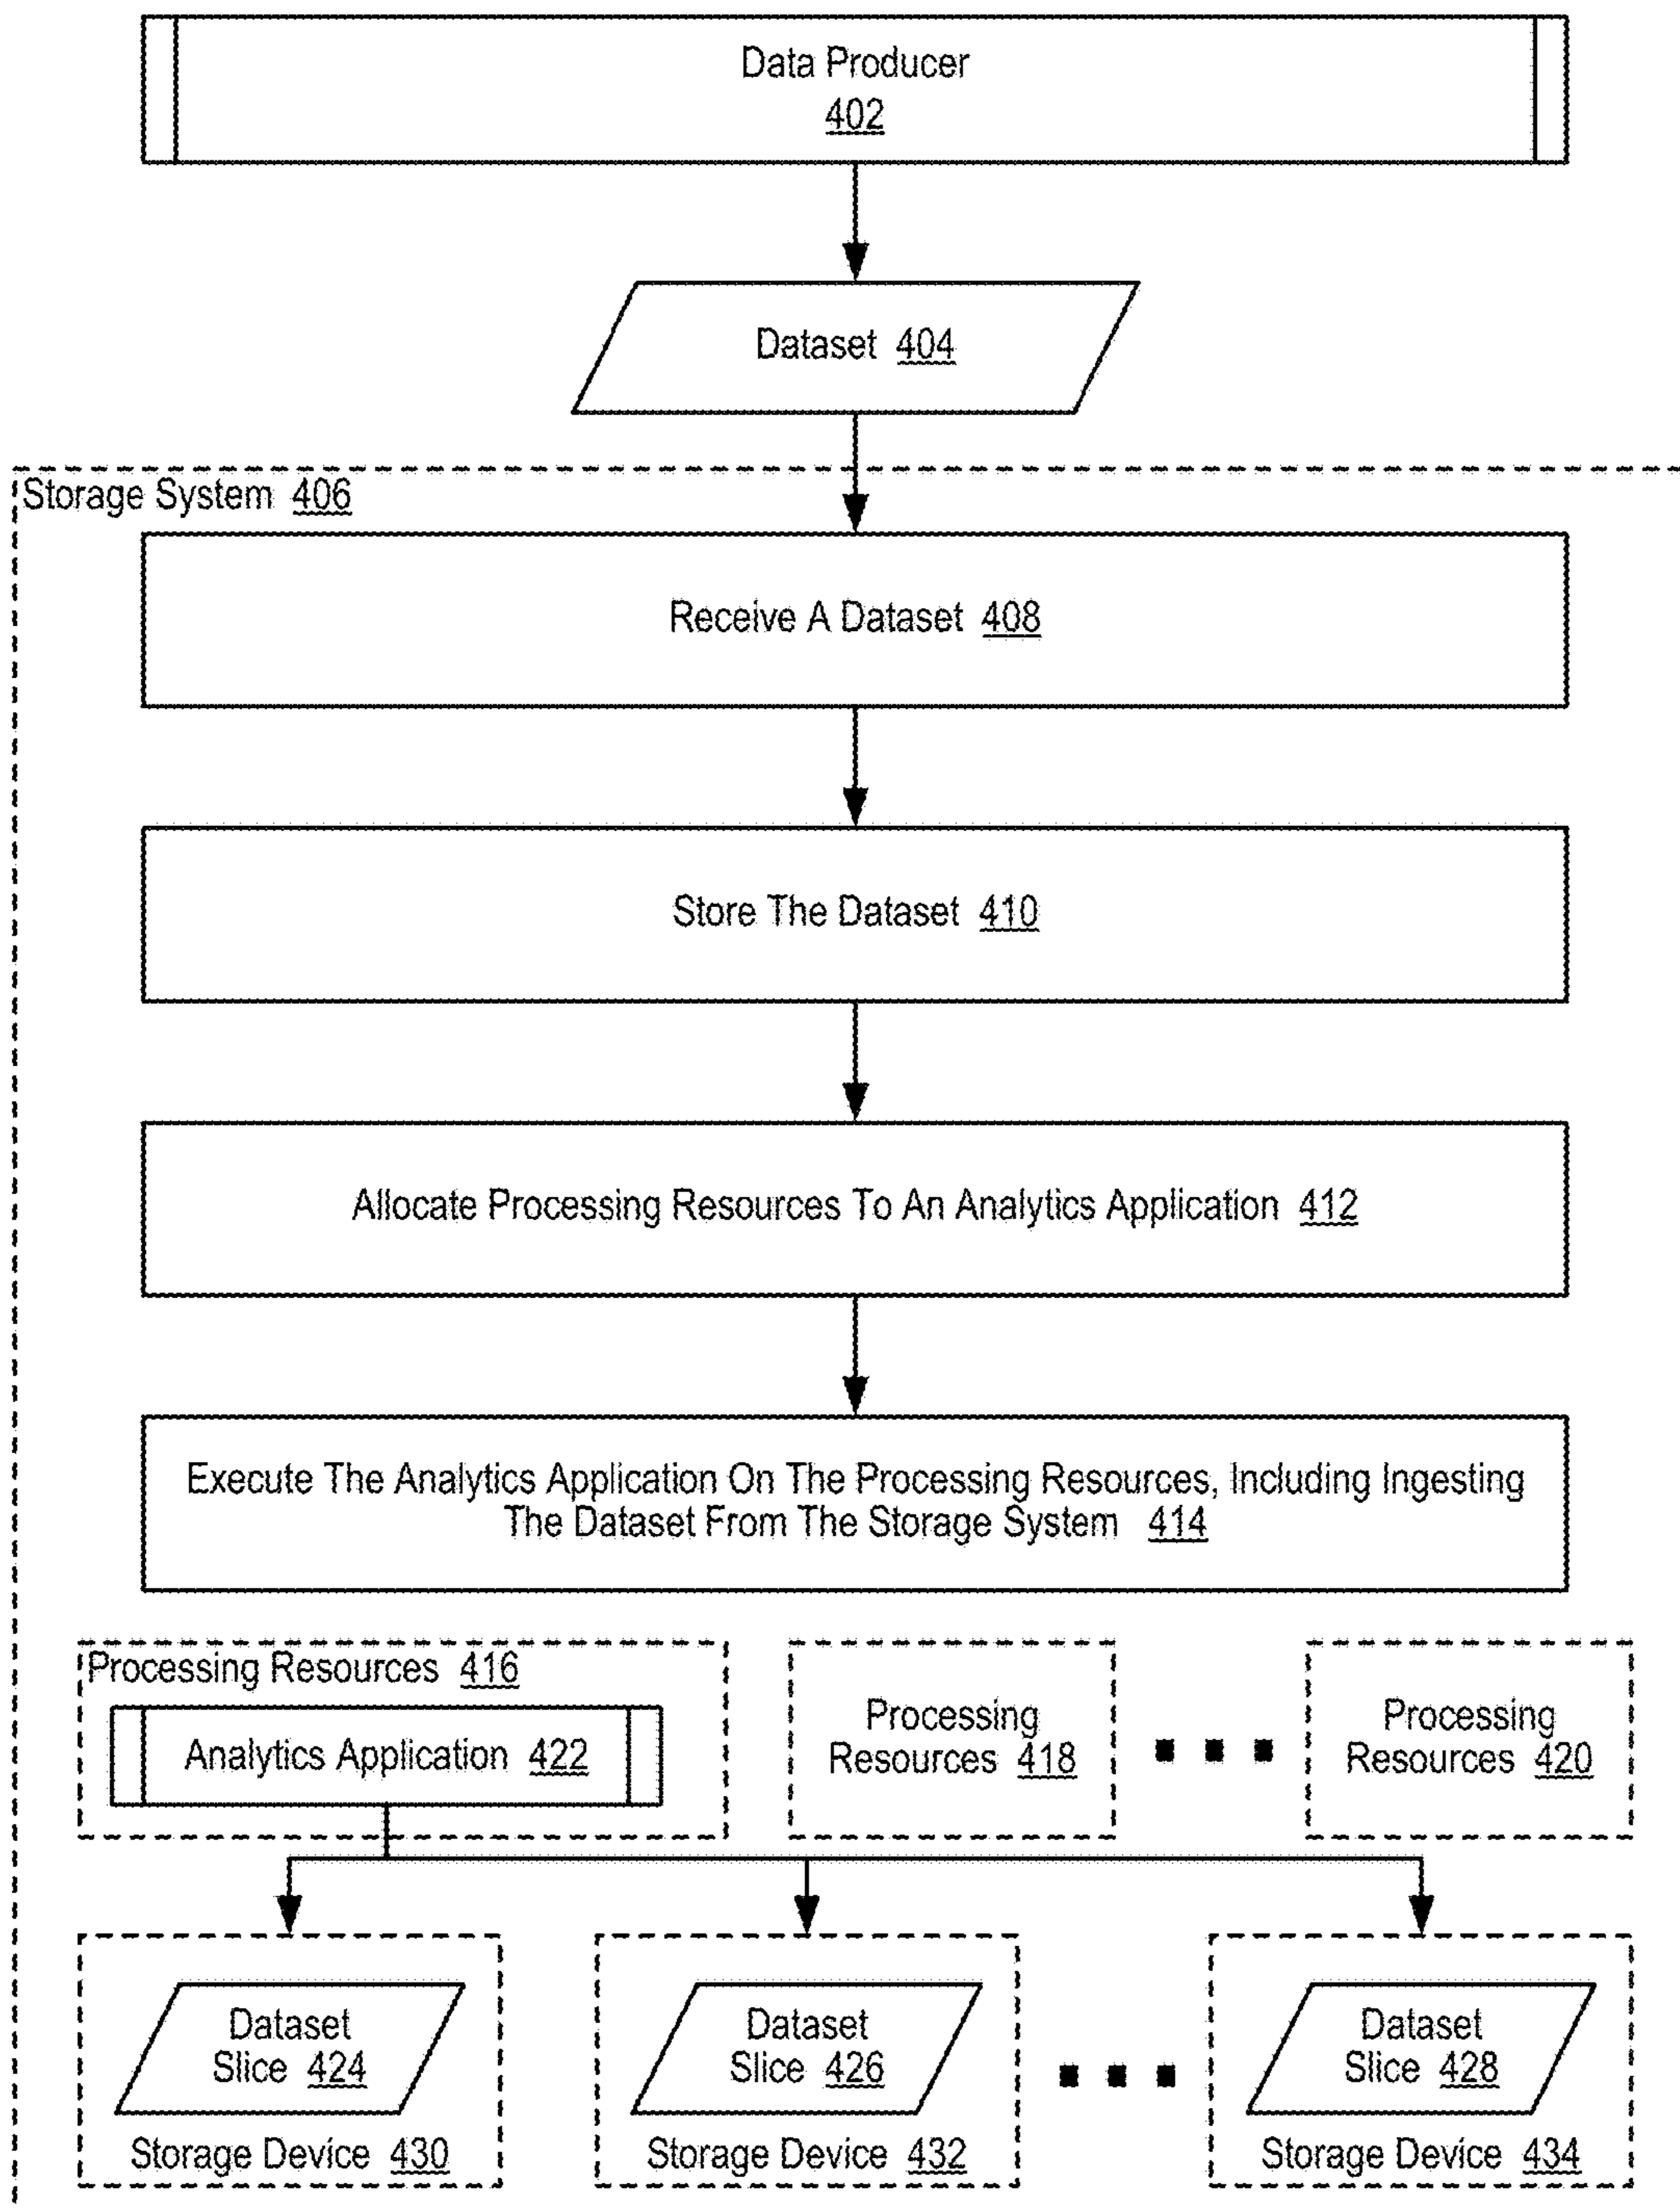 Data Producer
402
Dataset 404
Storage System 406
Receive A Dataset 408
Store The Dataset 410
Allocate Processing Resources To An Analytics Application 412
Execute The Analytics Application On The Processing Resources, Including Ingesting
The Dataset From The Storage System 414
Processing Resources 416
Analytics Application 422
Processing
Resources 418
Processing
Resources 420
Dataset
Slice 424
Storage Device 430
Dataset
Slice 426
Storage Device 432
Dataset
Slice 428
Storage Device 434